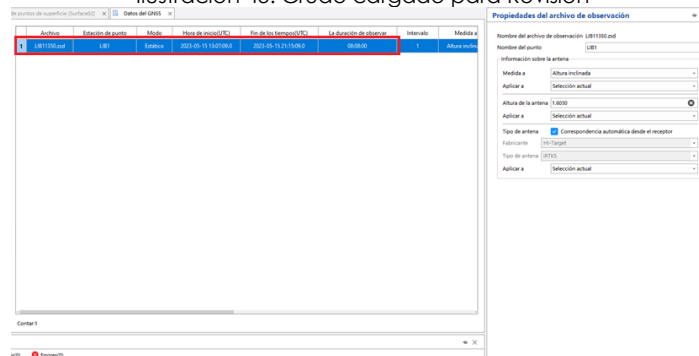 Ilustración 45. Crudo Cargado para Revisión
de puntos de superficie [Surface02] × Datos del GNSS ×
Archivo Estación de punto Modo Hora de inicio(UTC) Fin de los tiempos(UTC) La duración de observar Intervalo Medida a
1 LIB11350.zsd LIB1 Estático 2023-05-15 13:07:09.0 2023-05-15 21:15:09.0 08:08:00 1 Altura inclin
Contar:1
Errores(0)
Propiedades del archivo de observación
Nombre del archivo de observación LIB11350.zsd
Nombre del punto LIB1
Información sobre la antena
Medida a Altura inclinada
Aplicar a Selección actual
Altura de la antena 1.6030
Aplicar a Selección actual
Tipo de antena Correspondencia automática desde el receptor
Fabricante Hi-Target
Tipo de antena iRTK5
Aplicar a Selección actual